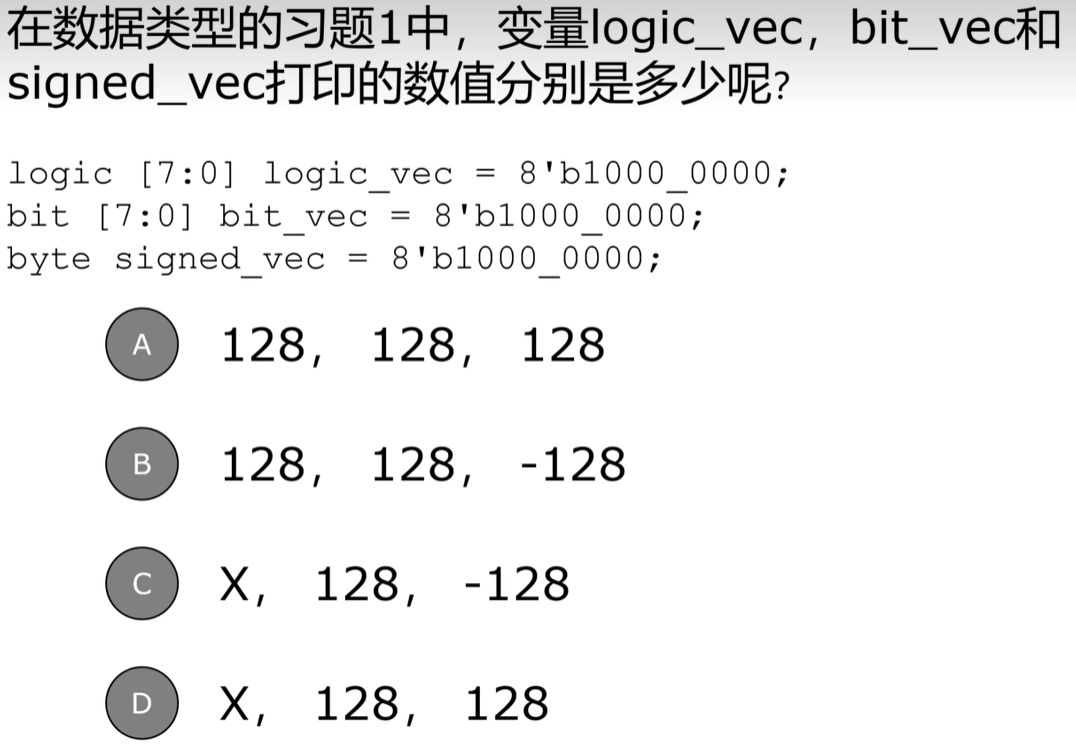 在数据类型的习题1中，变量logic_vec，bit_vec和
signed_vec打印的数值分别是多少呢?
logic [7:0] logic_vec = 8'b1000_0000;
bit [7:0] bit_vec = 8'b1000_0000;
byte signed_vec = 8'b1000_0000;
A 128, 128, 128
B 128, 128, -128
C X, 128, -128
D X, 128, 128